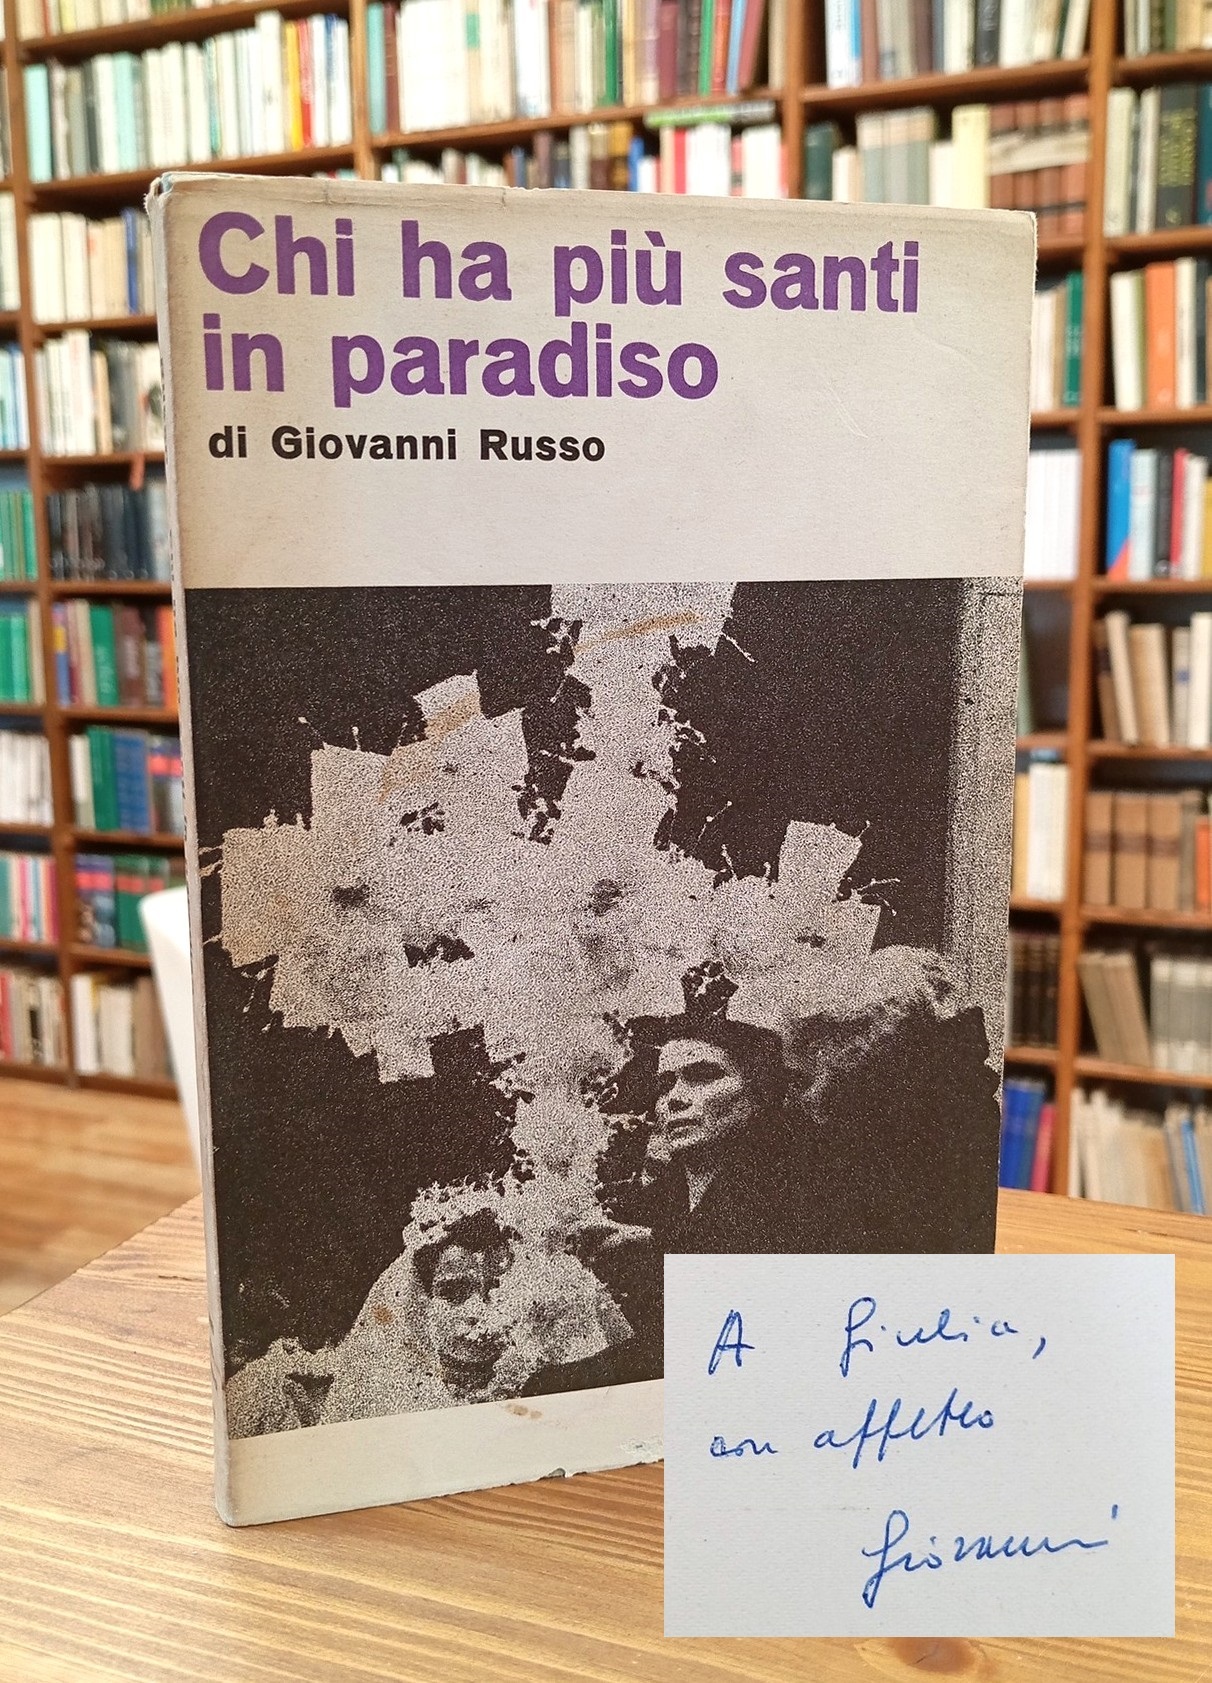 Chi ha più santi
in paradiso
di Giovanni Russo
A Giulia,
con affetto
Giovanni